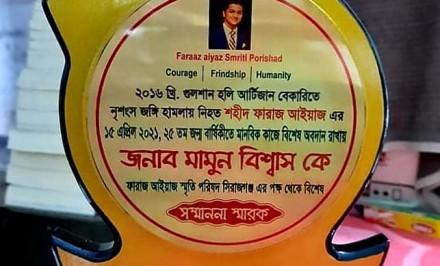 Faraaz aiyaz Smriti Porishad
Courage | Frindship | Humanity
২০১৬ খ্রি. গুলশান হলি আর্টিজান বেকারিতে
নৃশংস জঙ্গি হামলায় নিহত শহীদ ফারাজ আইয়াজ এর
১৫ এপ্রিল ২০২১, ২৫ তম জন্ম বার্ষিকীতে মানবিক কাজে বিশেষ অবদান রাখায়
জনাব মামুন বিশ্বাস কে
ফারাজ আইয়াজ স্মৃতি পরিষদ সিরাজগঞ্জ এর পক্ষ থেকে বিশেষ
সম্মাননা স্মারক